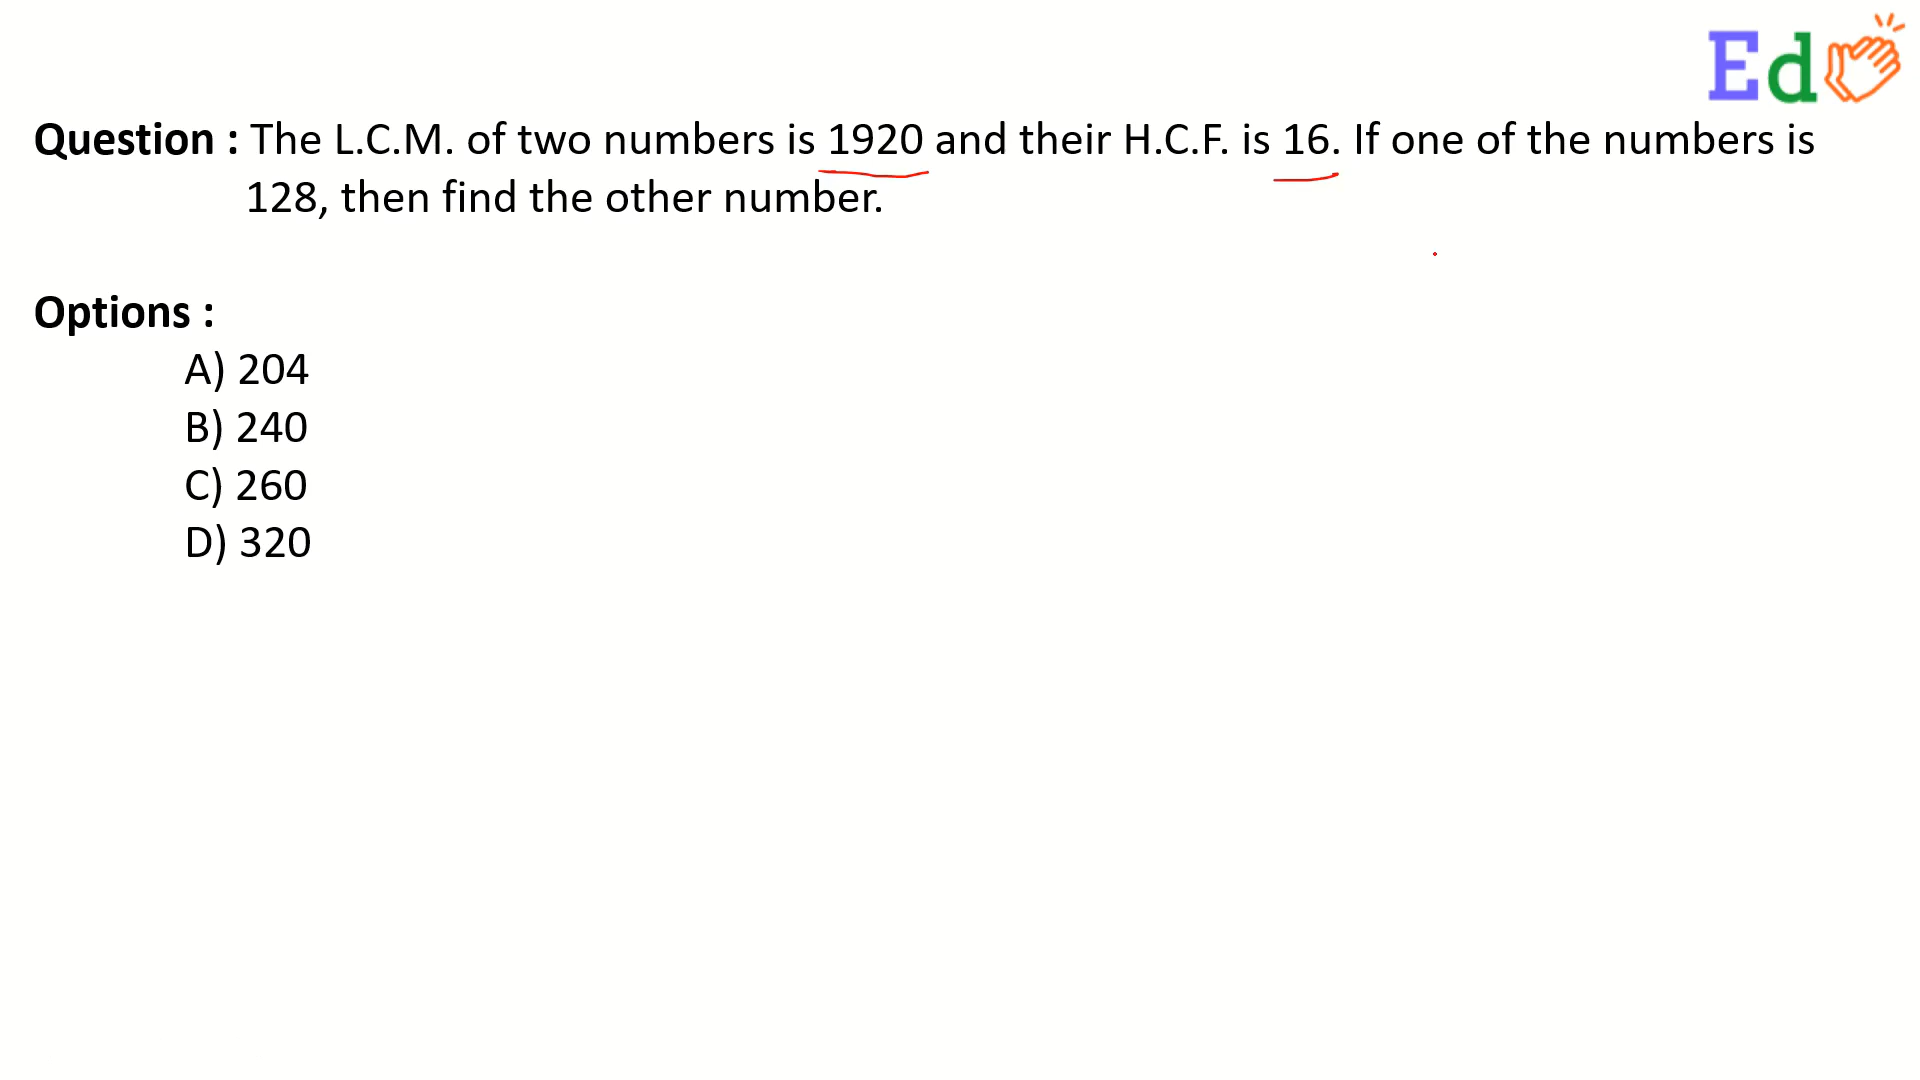 Ed
Question : The L.C.M. of two numbers is 1920 and their H.C.F. is 16. If one of the numbers is
128, then find the other number.
Options :
A) 204
B) 240
C) 260
D) 320